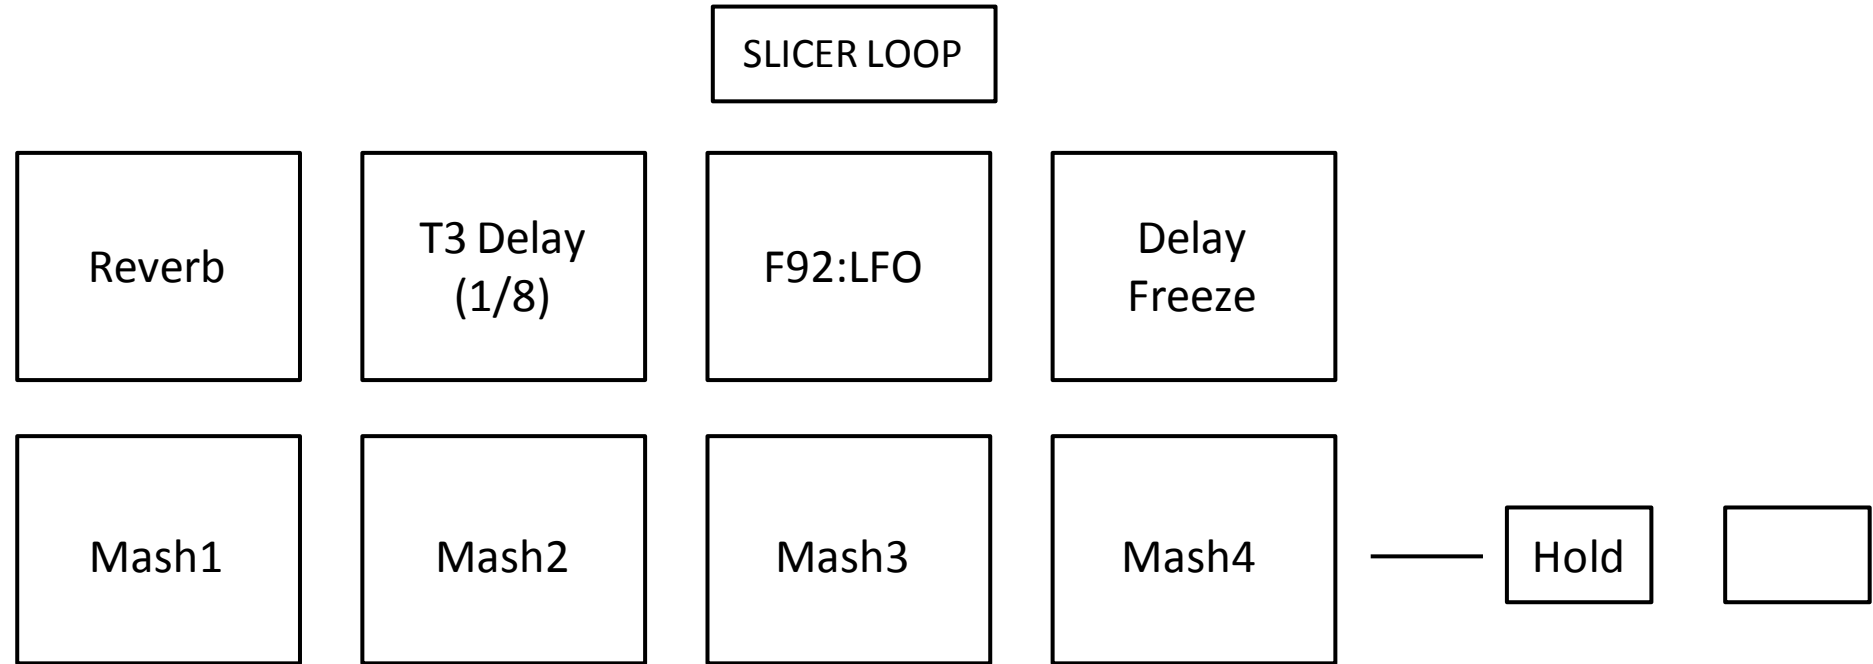 SLICER LOOP
Reverb
T3 Delay
(1/8)
F92:LFO
Delay
Freeze
Mash1
Mash2
Mash3
Mash4
Hold